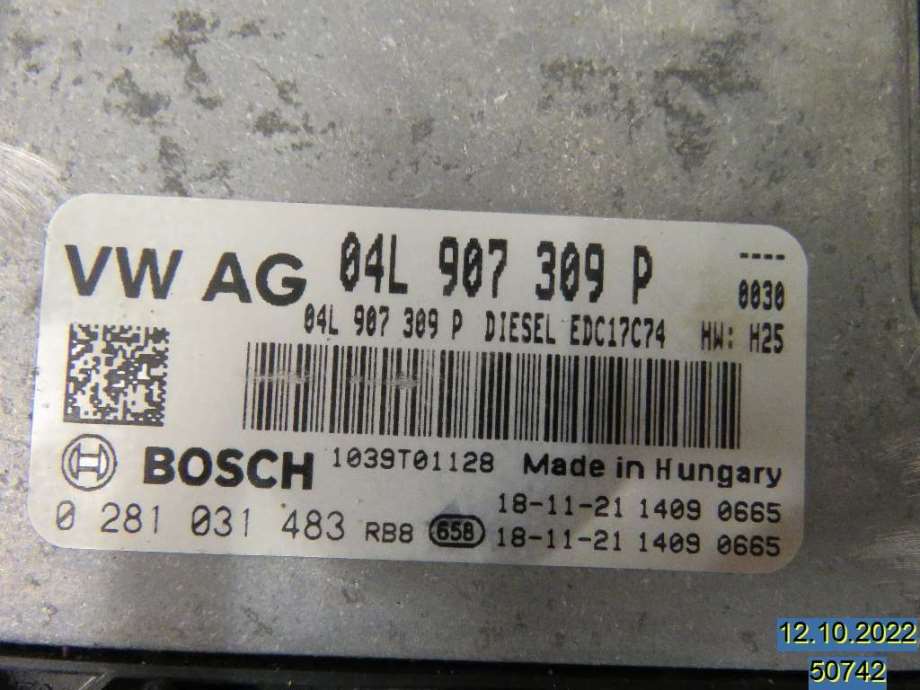 VW AG 04L 907 309 P ----
0030
04L 907 309 P DIESEL EDC17C74 HW: H25
BOSCH 1039T01128 Made in Hungary
0 281 031 483 RB8 658 18-11-21 1409 0665
18-11-21 1409 0665
12.10.2022
50742